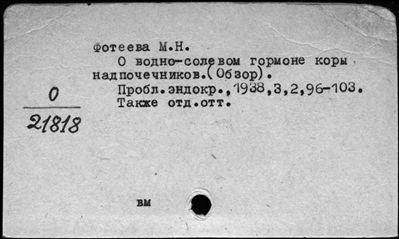 Фотеева М.Н.
О водно-солевом гормоне коры
надпочечников.(Обзор).
Пробл.эндокр.,1938,3,2,96-103.
Также отд.отт.
О
21818
вм